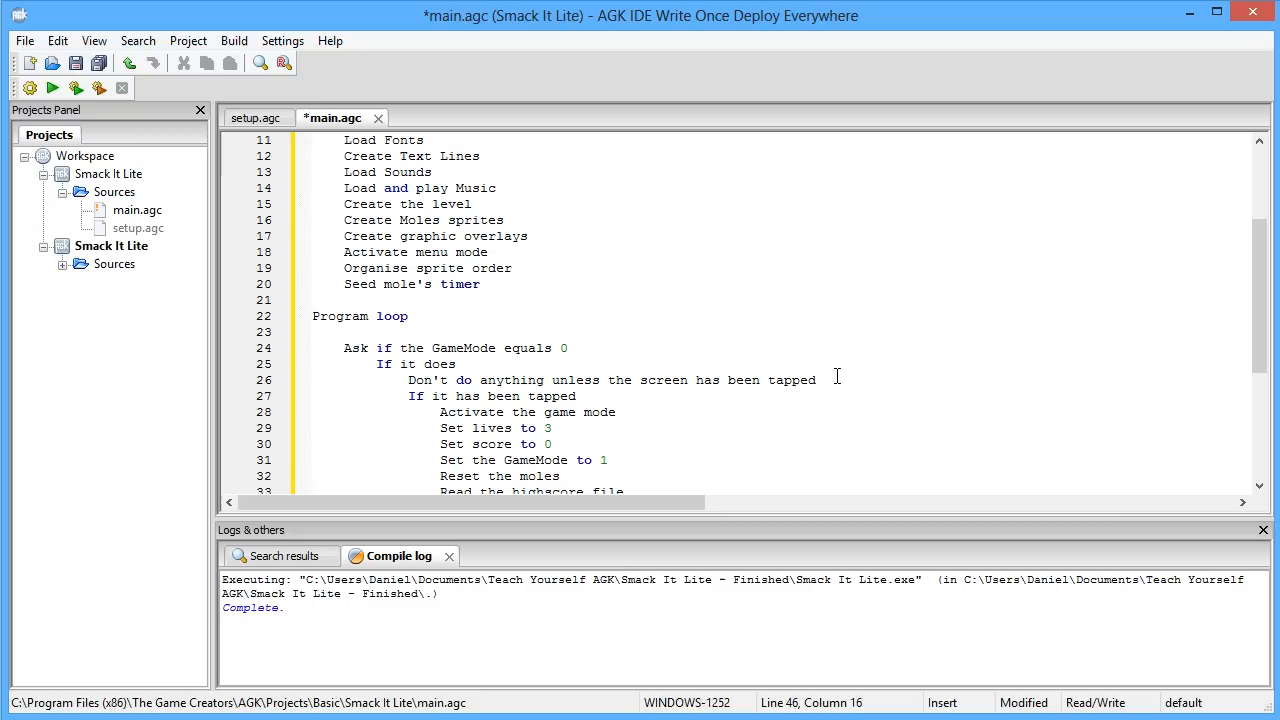 *main.agc (Smack It Lite) - AGK IDE Write Once Deploy Everywhere
File Edit View Search Project Build Settings Help
Projects Panel
Projects
Workspace
Smack It Lite
Sources
main.agc
setup.agc
Smack It Lite
Sources
setup.agc *main.agc
11 Load Fonts
12 Create Text Lines
13 Load Sounds
14 Load and play Music
15 Create the level
16 Create Moles sprites
17 Create graphic overlays
18 Activate menu mode
19 Organise sprite order
20 Seed mole's timer
21
22 Program loop
23
24 Ask if the GameMode equals 0
25 If it does
26 Don't do anything unless the screen has been tapped
27 If it has been tapped
28 Activate the game mode
29 Set lives to 3
30 Set score to 0
31 Set the GameMode to 1
32 Reset the moles
33 Read the highscore file
Logs & others
Search results Compile log
Executing: "C:\Users\Daniel\Documents\Teach Yourself AGK\Smack It Lite - Finished\Smack It Lite.exe" (in C:\Users\Daniel\Documents\Teach Yourself
AGK\Smack It Lite - Finished\.)
Complete.
C:\Program Files (x86)\The Game Creators\AGK\Projects\Basic\Smack It Lite\main.agc WINDOWS-1252 Line 46, Column 16 Insert Modified Read/Write default